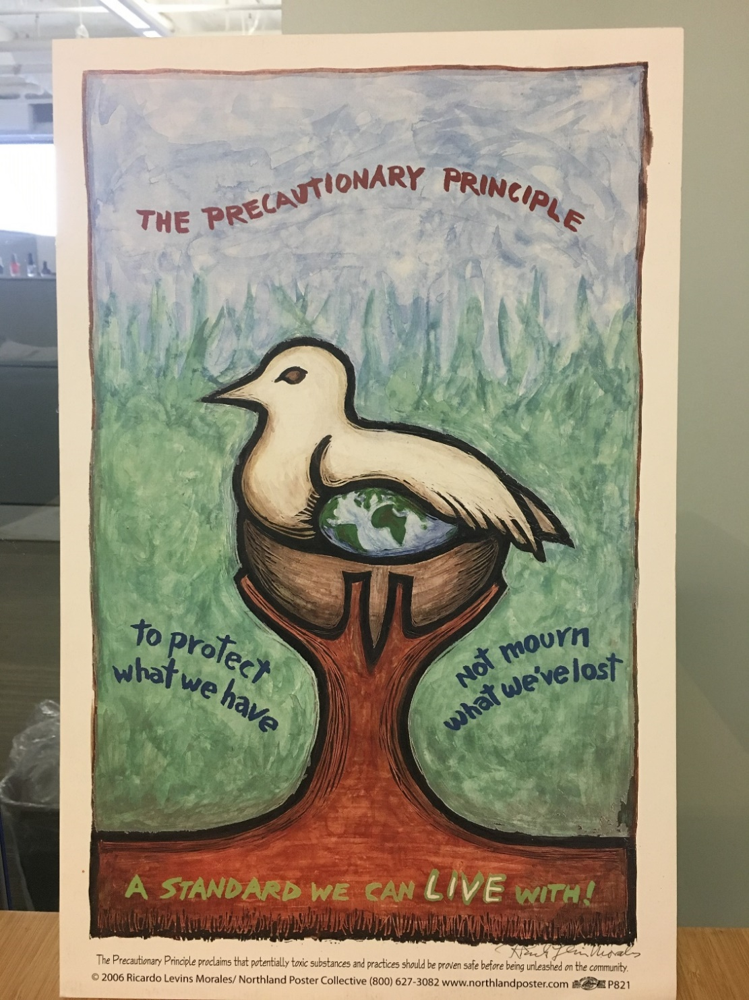 THE PRECAUTIONARY PRINCIPLE
to protect
what we have
Not mourn
what we've lost
A STANDARD WE CAN LIVE WITH!
The Precautionary Principle proclaims that potentially toxic substances and practices should be proven safe before being unleashed on the community.
© 2006 Ricardo Levins Morales/ Northland Poster Collective (800) 627-3082 www.northlandposter.com P821